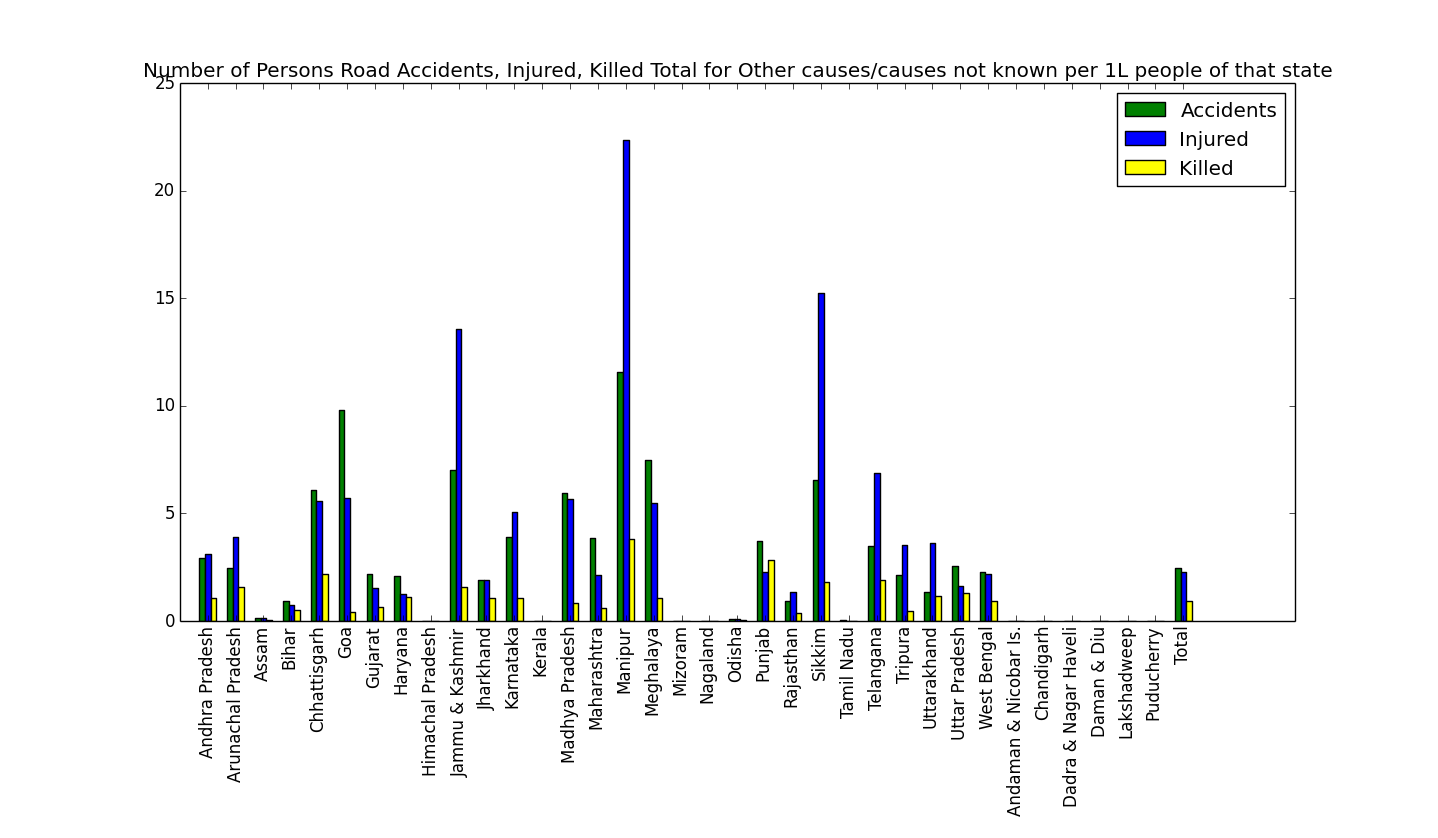 Number of Persons Road Accidents, Injured, Killed Total for Other causes/causes not known per 1L people of that state
25
20
15
10
5
0
Accidents
Injured
Killed
Andhra Pradesh
Arunachal Pradesh
Assam
Bihar
Chhattisgarh
Goa
Gujarat
Haryana
Himachal Pradesh
Jammu & Kashmir
Jharkhand
Karnataka
Kerala
Madhya Pradesh
Maharashtra
Manipur
Meghalaya
Mizoram
Nagaland
Odisha
Punjab
Rajasthan
Sikkim
Tamil Nadu
Telangana
Tripura
Uttarakhand
Uttar Pradesh
West Bengal
Andaman & Nicobar Is.
Chandigarh
Dadra & Nagar Haveli
Daman & Diu
Lakshadweep
Puducherry
Total